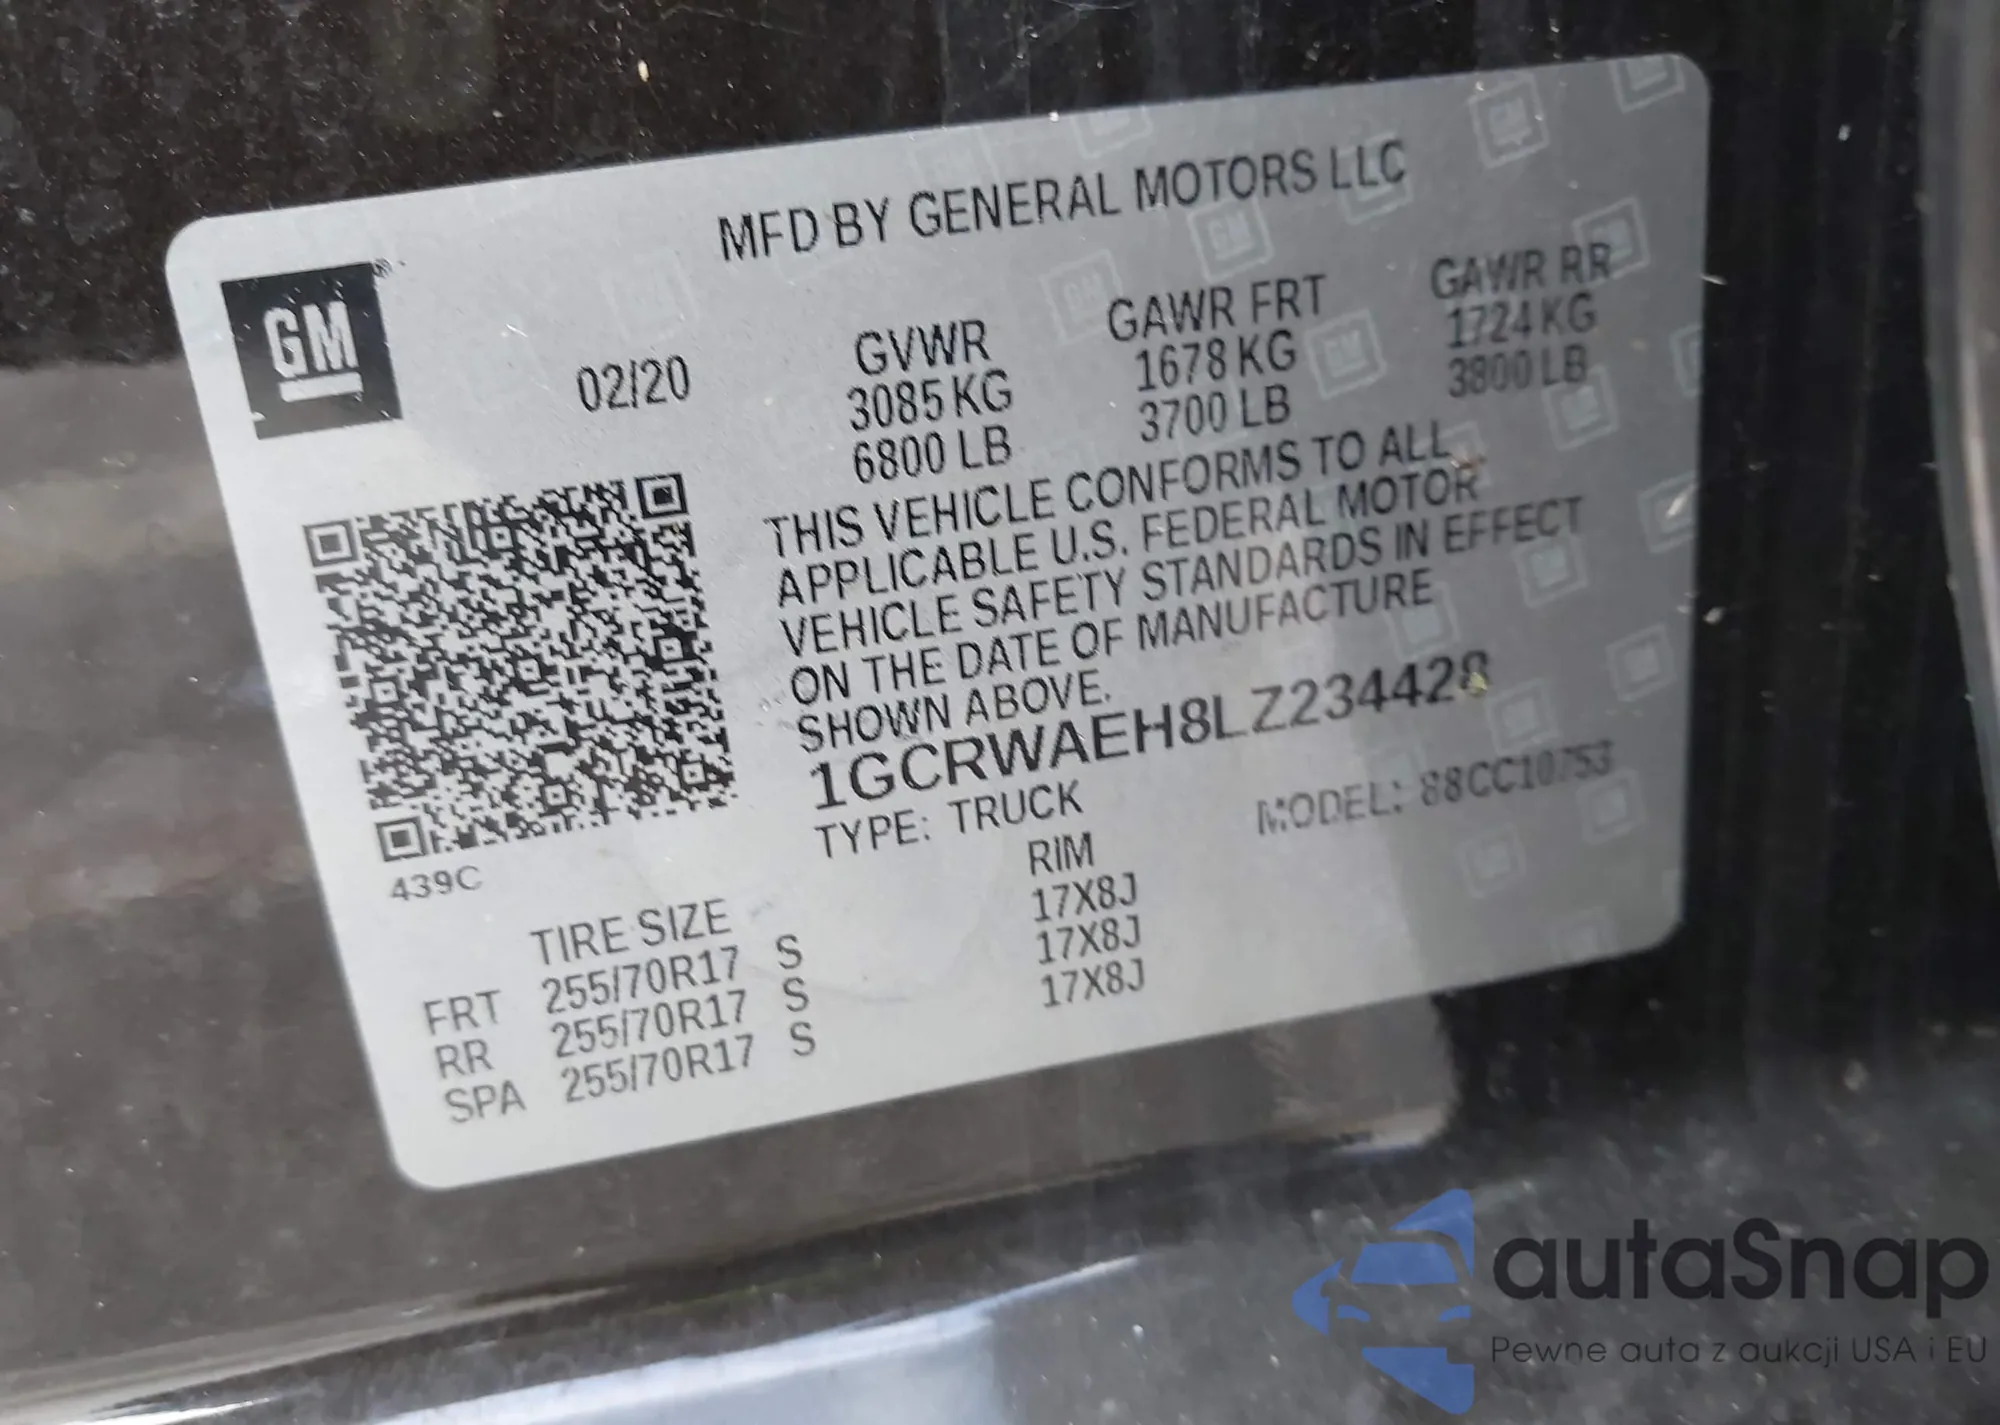 MFD BY GENERAL MOTORS LLC
GM
02/20
GVWR
3085 KG
6800 LB
GAWR FRT
1678 KG
3700 LB
GAWR RR
1724 KG
3800 LB
THIS VEHICLE CONFORMS TO ALL
APPLICABLE U.S. FEDERAL MOTOR
VEHICLE SAFETY STANDARDS IN EFFECT
ON THE DATE OF MANUFACTURE
SHOWN ABOVE.
1GCRWAEH8LZ234428
TYPE: TRUCK
MODEL: 88CC10753
439C
TIRE SIZE RIM
FRT 255/70R17 S 17X8J
RR 255/70R17 S 17X8J
SPA 255/70R17 S 17X8J
autaSnap
Pewne auta z aukcji USA i EU